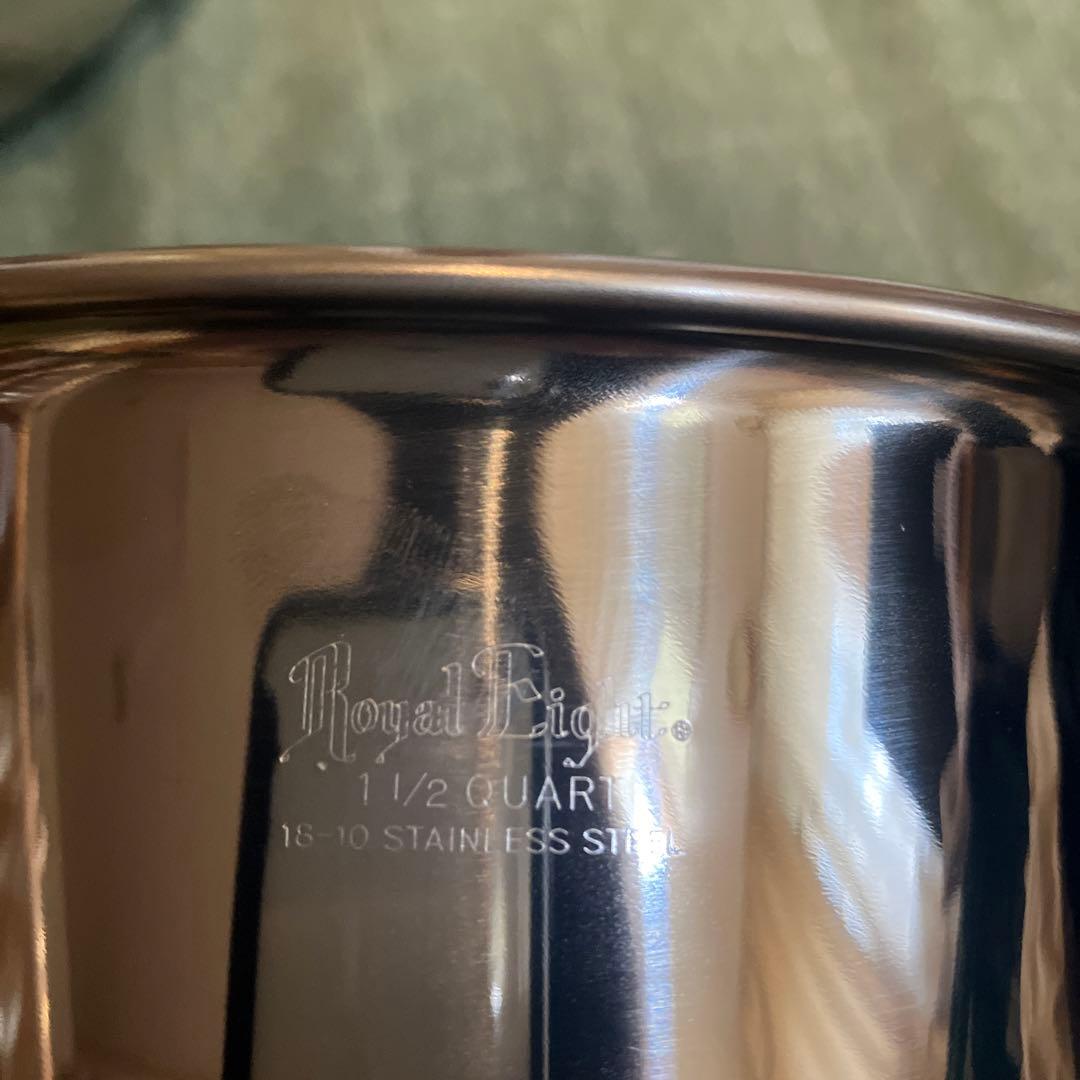 Royal Eight®
1 1/2 QUART
18-10 STAINLESS STEEL